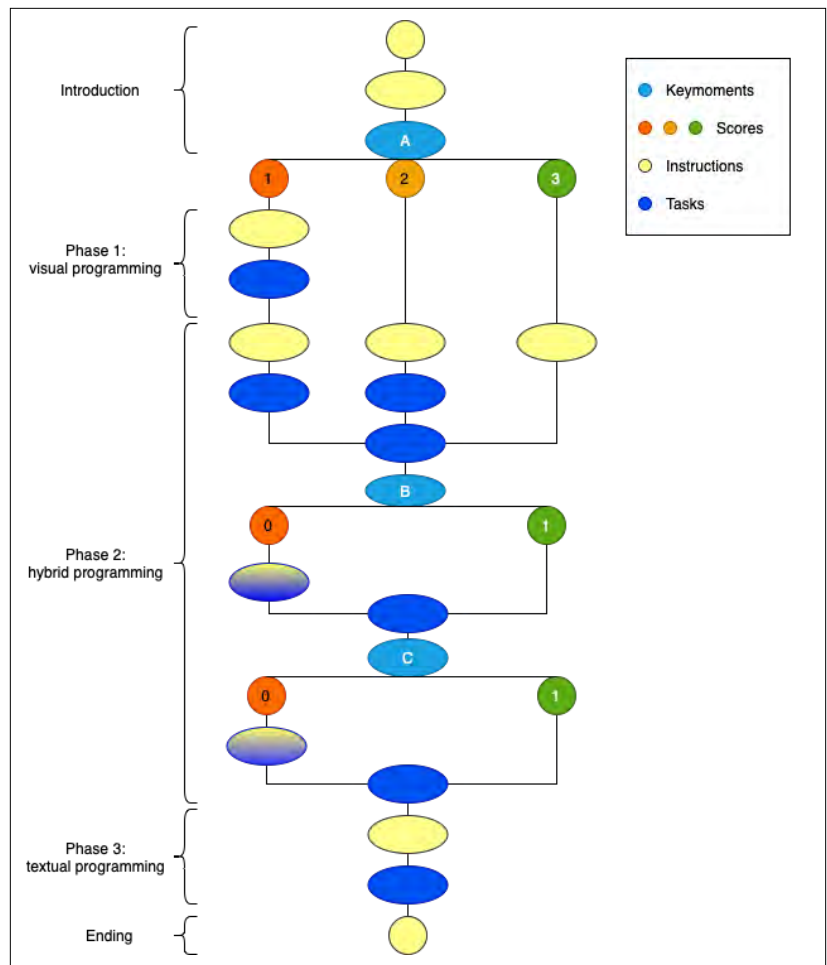 Introduction
A
Keymoments
Scores
Instructions
Tasks
1
2
3
Phase 1:
visual programming
B
Phase 2:
hybrid programming
0
1
C
0
1
Phase 3:
textual programming
Ending